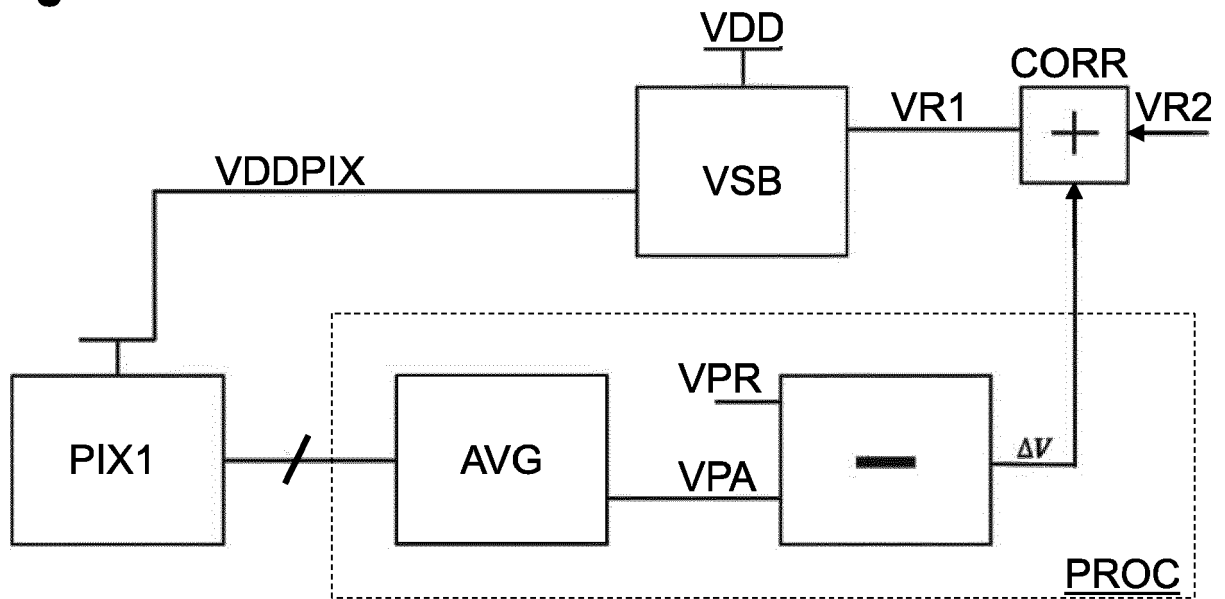 VDD
CORR
VR1
+
VR2
VSB
VDDPIX
VPR
PIX1
AVG
VPA
−
ΔV
PROC